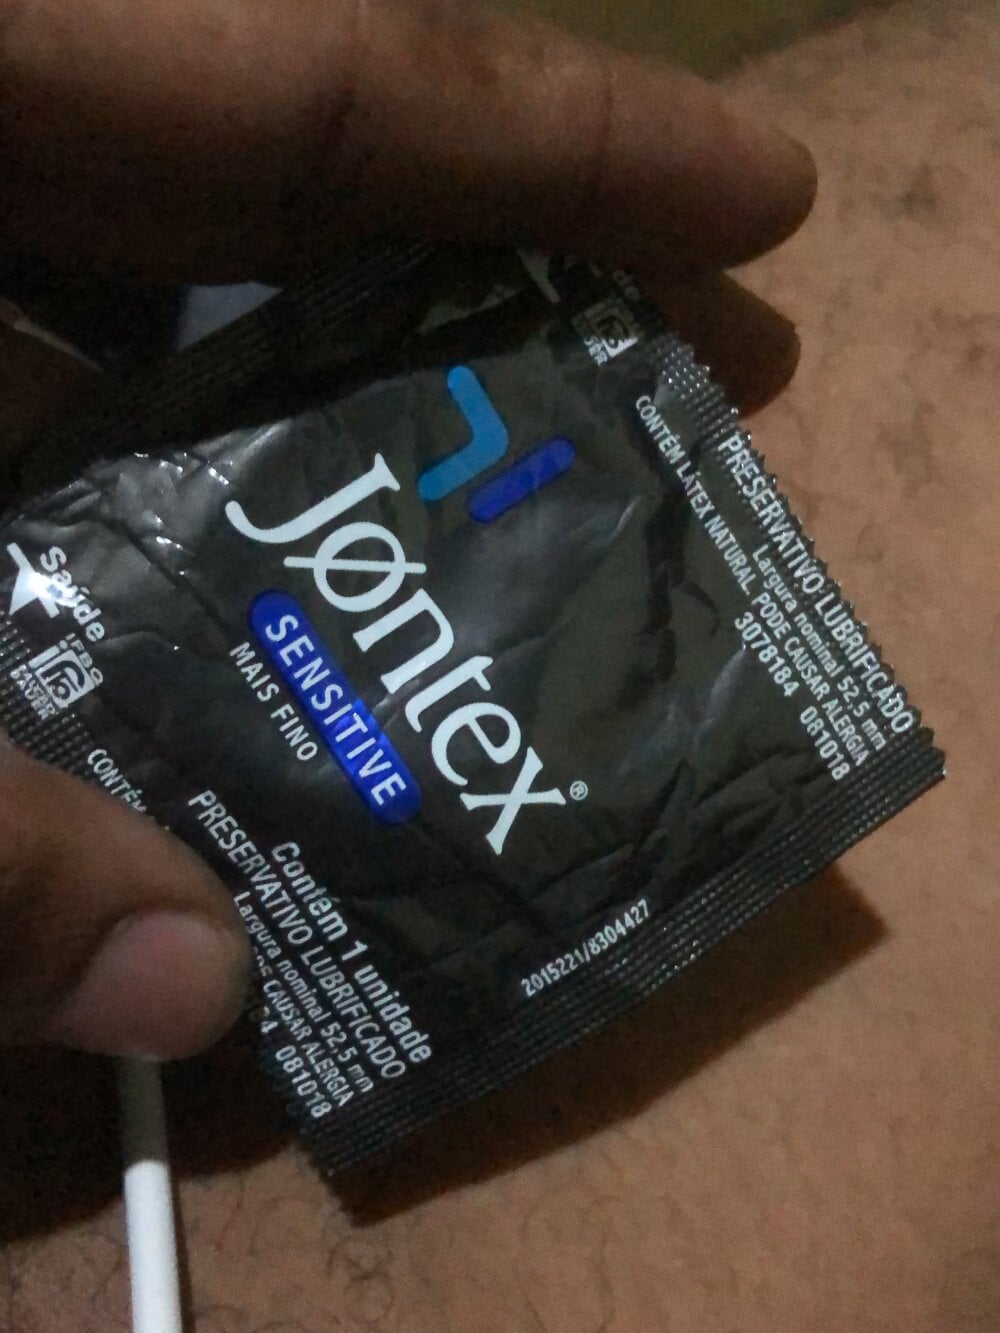 Jontex®
SENSITIVE
MAIS FINO
Saúde
IFBQ
Contém 1 unidade
PRESERVATIVO LUBRIFICADO
Largura nominal 52,5 mm
CAUSAR ALERGIA
081018
CONTÉM
2015221/8304427
PRESERVATIVO LUBRIFICADO
Largura nominal 52,5 mm
CONTÉM LÁTEX NATURAL. PODE CAUSAR ALERGIA
3078184 081018